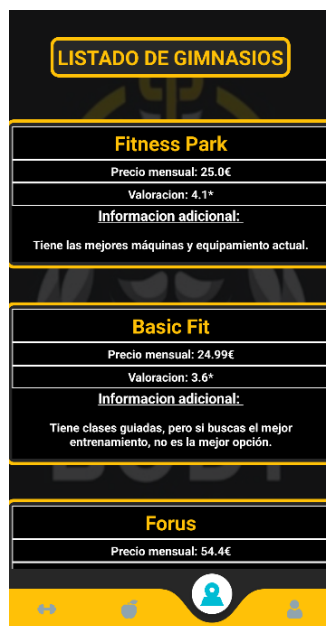 LISTADO DE GIMNASIOS
Fitness Park
Precio mensual: 25.0€
Valoracion: 4.1*
Informacion adicional:
Tiene las mejores máquinas y equipamiento actual.
Basic Fit
Precio mensual: 24.99€
Valoracion: 3.6*
Informacion adicional:
Tiene clases guiadas, pero si buscas el mejor
entrenamiento, no es la mejor opción.
BODY
Forus
Precio mensual: 54.4€